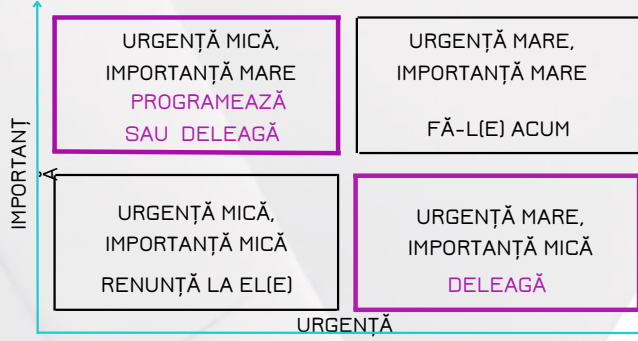 URGENȚĂ MICĂ,
IMPORTANȚĂ MARE
PROGRAMEAZĂ
SAU DELEAGĂ
URGENȚĂ MARE,
IMPORTANȚĂ MARE
FĂ-L(E) ACUM
IMPORTANȚ
Ă
URGENȚĂ MICĂ,
IMPORTANȚĂ MICĂ
RENUNȚĂ LA EL(E)
URGENȚĂ MARE,
IMPORTANȚĂ MICĂ
DELEAGĂ
URGENȚĂ